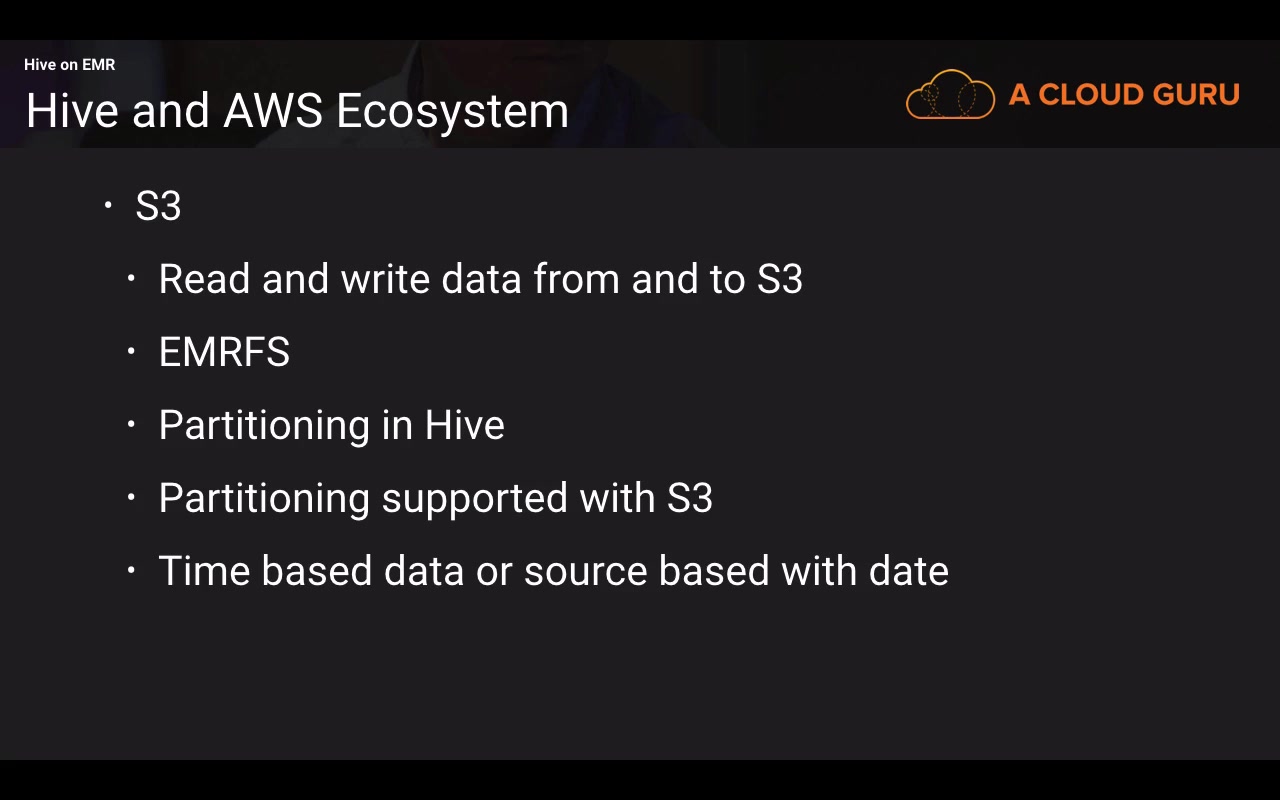 Hive on EMR
Hive and AWS Ecosystem
A CLOUD GURU
• S3
• Read and write data from and to S3
• EMRFS
• Partitioning in Hive
• Partitioning supported with S3
• Time based data or source based with date